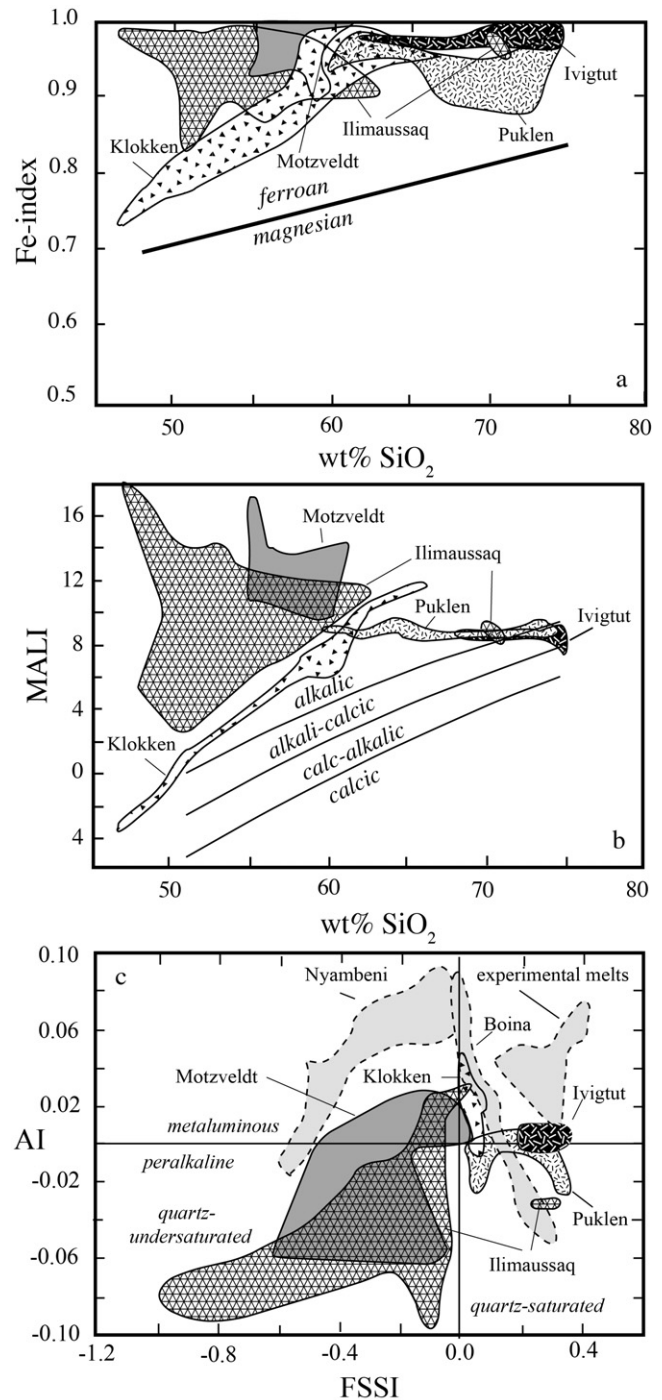 1.0
0.9
0.8
0.7
0.6
0.5
Fe-index
Klokken
Motzveldt
Ilimaussaq
Ivigtut
Puklen
ferroan
magnesian
a
50
60
70
80
wt% SiO2
16
12
8
4
0
4
MALI
Motzveldt
Ilimaussaq
Puklen
Ivigtut
Klokken
alkalic
alkali-calcic
calc-alkalic
calcic
b
50
60
70
80
wt% SiO2
0.10
0.06
0.02
AI
-0.02
-0.06
-0.10
c
Nyambeni
experimental melts
Boina
Motzveldt
Klokken
Ivigtut
metaluminous
peralkaline
quartz-
undersaturated
Puklen
Ilimaussaq
quartz-saturated
-1.2
-0.8
-0.4
0.0
0.4
FSSI